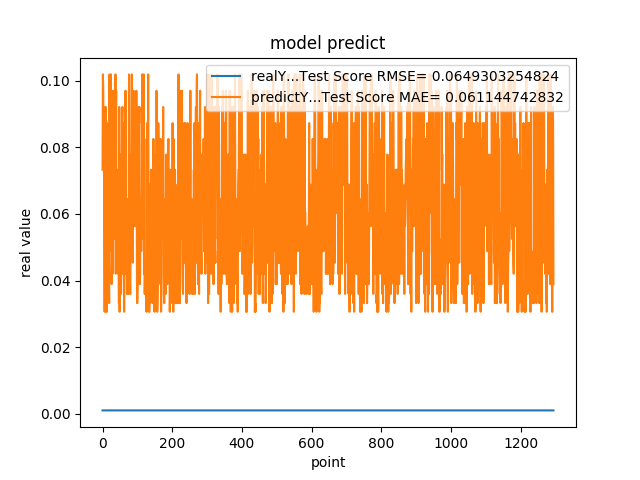 model predict
realY...Test Score RMSE= 0.0649303254824
predictY...Test Score MAE= 0.061144742832
0.10
0.08
0.06
0.04
0.02
0.00
real value
0 200 400 600 800 1000 1200
point